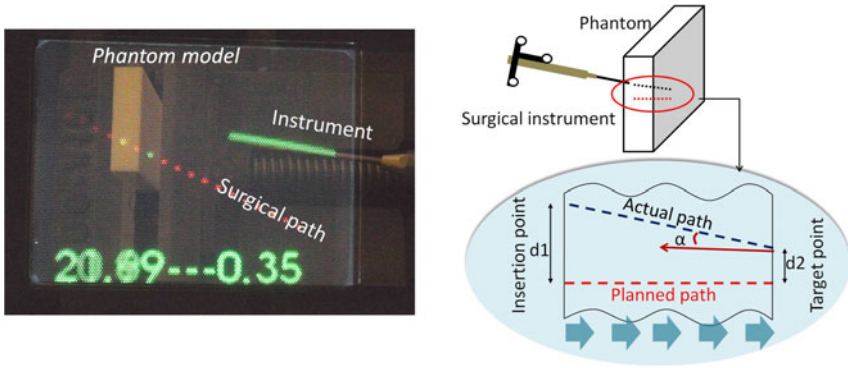 Phantom model
Instrument
Surgical path
20.69---0.35
Phantom
Surgical instrument
Insertion point
d1
Actual path
α
d2
Planned path
Target point